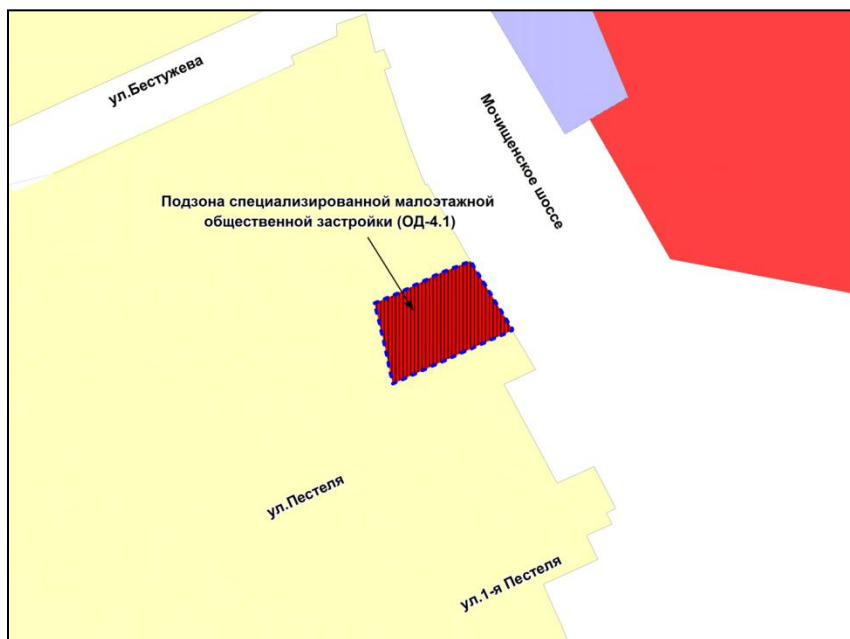 ул.Бестужева
Мочищенское шоссе
Подзона специализированной малоэтажной
общественной застройки (ОД-4.1)
ул.Пестеля
ул.1-я Пестеля